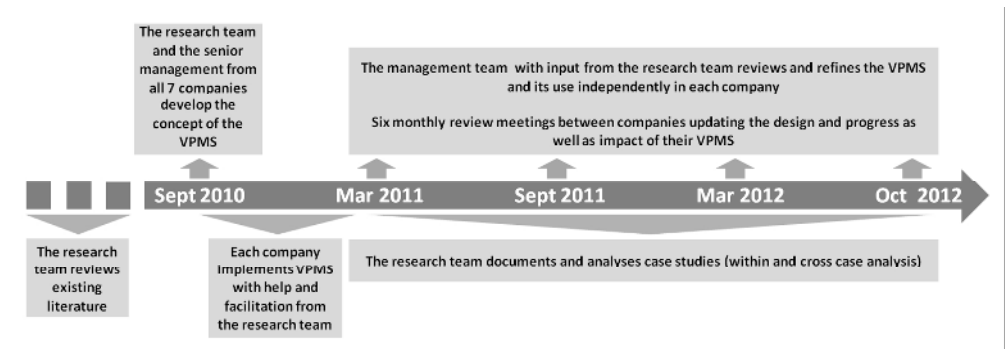 The research team
and the senior
management from
all 7 companies
develop the
concept of the
VPMS
The management team with input from the research team reviews and refines the VPMS
and its use independently in each company
Six monthly review meetings between companies updating the design and progress as
well as impact of their VPMS
Sept 2010
Mar 2011
Sept 2011
Mar 2012
Oct 2012
The research
team reviews
existing
literature
Each company
implements VPMS
with help and
facilitation from
the research team
The research team documents and analyses case studies (within and cross case analysis)